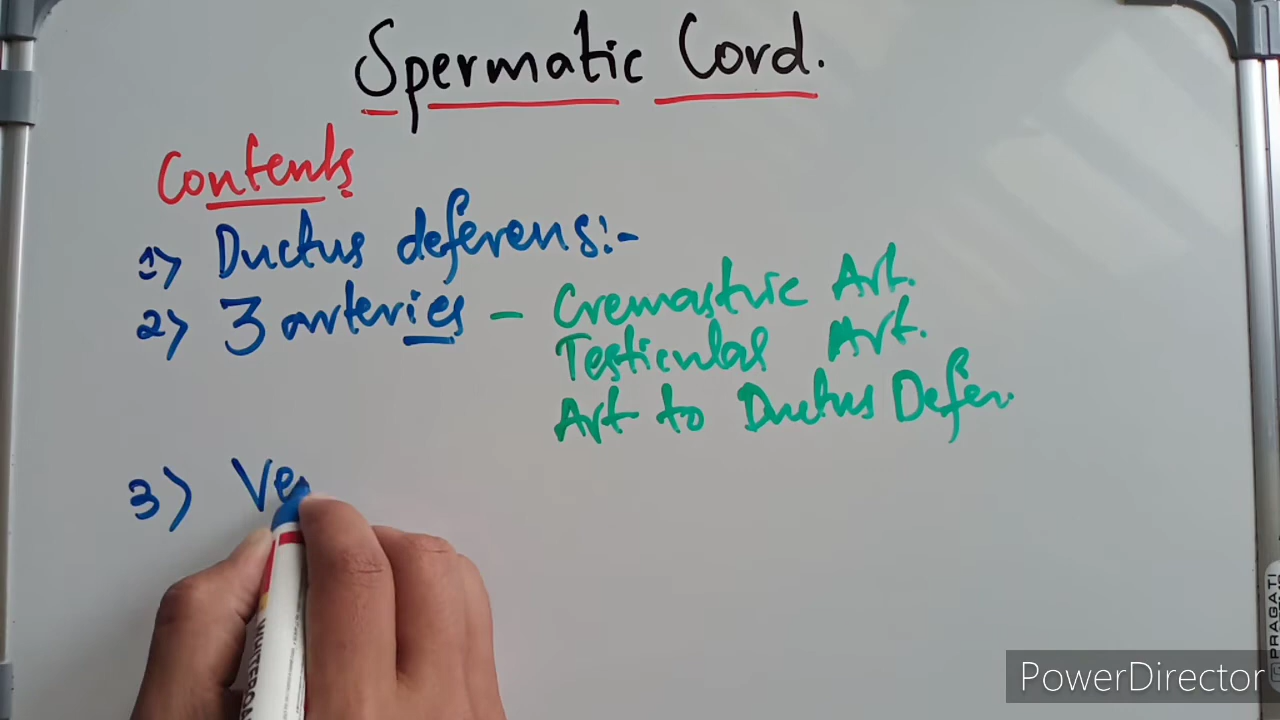 Spermatic Cord.
Contents
1) Ductus deferens:-
2) 3 arteries - Cremastric Art.
Testicular Art.
Art to Ductus Defer.
3) Ve
PRAGATI
PowerDirector